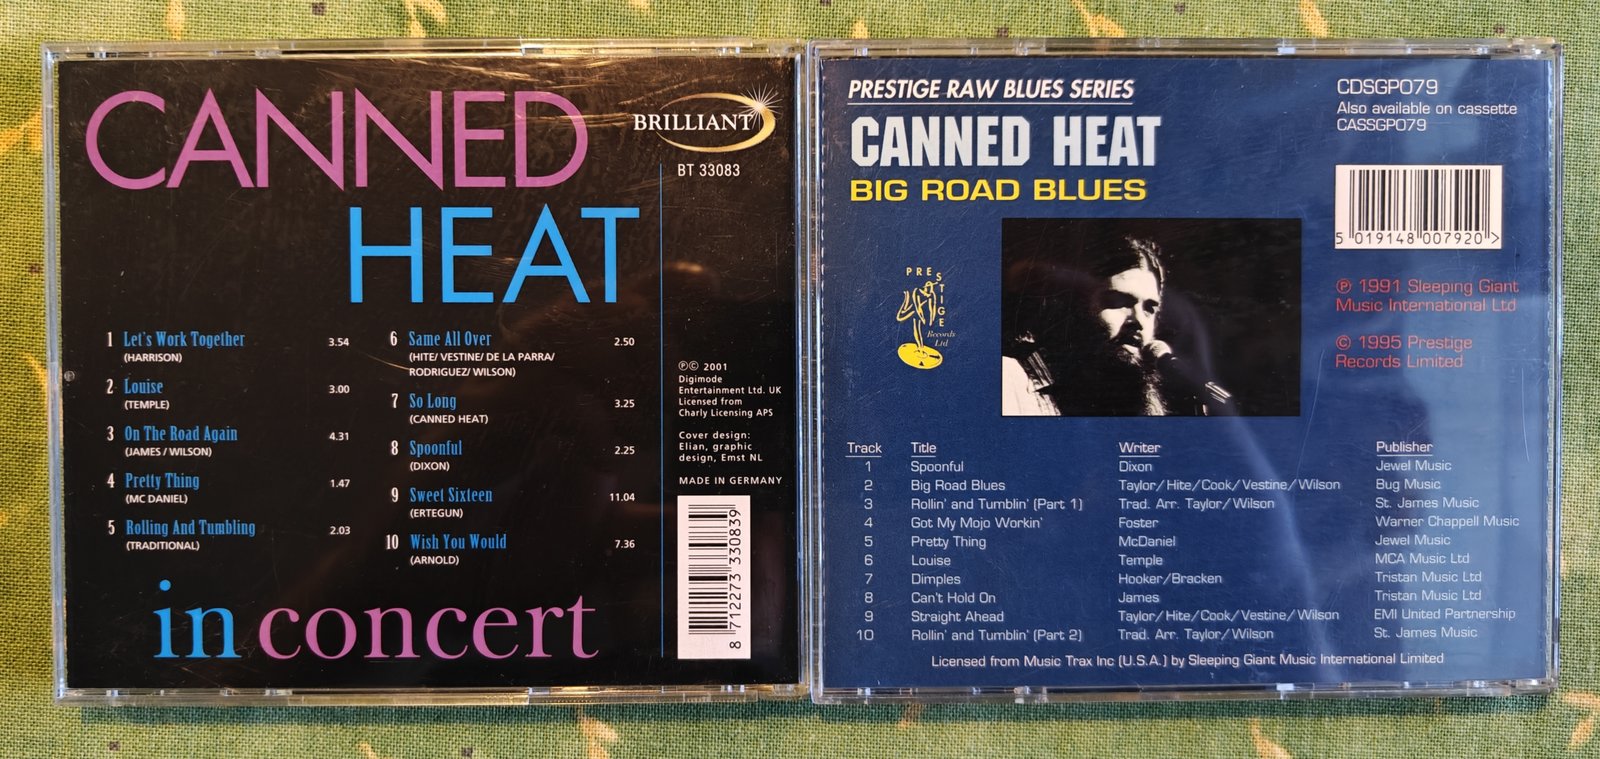 CANNED
HEAT
BRILLIANT
BT 33083
1 Let's Work Together 3.54
(HARRISON)
2 Louise 3.00
(TEMPLE)
3 On The Road Again 4.31
(JAMES / WILSON)
4 Pretty Thing 1.47
(MC DANIEL)
5 Rolling And Tumbling 2.03
(TRADITIONAL)
6 Same All Over 2.50
(HITE/ VESTINE/ DE LA PARRA/
RODRIGUEZ/ WILSON)
7 So Long 3.25
(CANNED HEAT)
8 Spoonful 2.25
(DIXON)
9 Sweet Sixteen 11.04
(ERTEGUN)
10 Wish You Would 7.36
(ARNOLD)
in concert
℗© 2001
Digimode
Entertainment Ltd. UK
Licensed from
Charly Licensing APS
Cover design:
Elian, graphic
design, Emst NL
MADE IN GERMANY
8 712273 330839
PRESTIGE RAW BLUES SERIES
CANNED HEAT
BIG ROAD BLUES
CDSGP079
Also available on cassette
CASSGP079
5 019148 007920 >
PRESTIGE
Records
Ltd
℗ 1991 Sleeping Giant
Music International Ltd
© 1995 Prestige
Records Limited
Track Title Writer Publisher
1 Spoonful Dixon Jewel Music
2 Big Road Blues Taylor/Hite/Cook/Vestine/Wilson Bug Music
3 Rollin' and Tumblin' (Part 1) Trad. Arr. Taylor/Wilson St. James Music
4 Got My Mojo Workin' Foster Warner Chappell Music
5 Pretty Thing McDaniel Jewel Music
6 Louise Temple MCA Music Ltd
7 Dimples Hooker/Bracken Tristan Music Ltd
8 Can't Hold On James Tristan Music Ltd
9 Straight Ahead Taylor/Hite/Cook/Vestine/Wilson EMI United Partnership
10 Rollin' and Tumblin' (Part 2) Trad. Arr. Taylor/Wilson St. James Music
Licensed from Music Trax Inc (U.S.A.) by Sleeping Giant Music International Limited